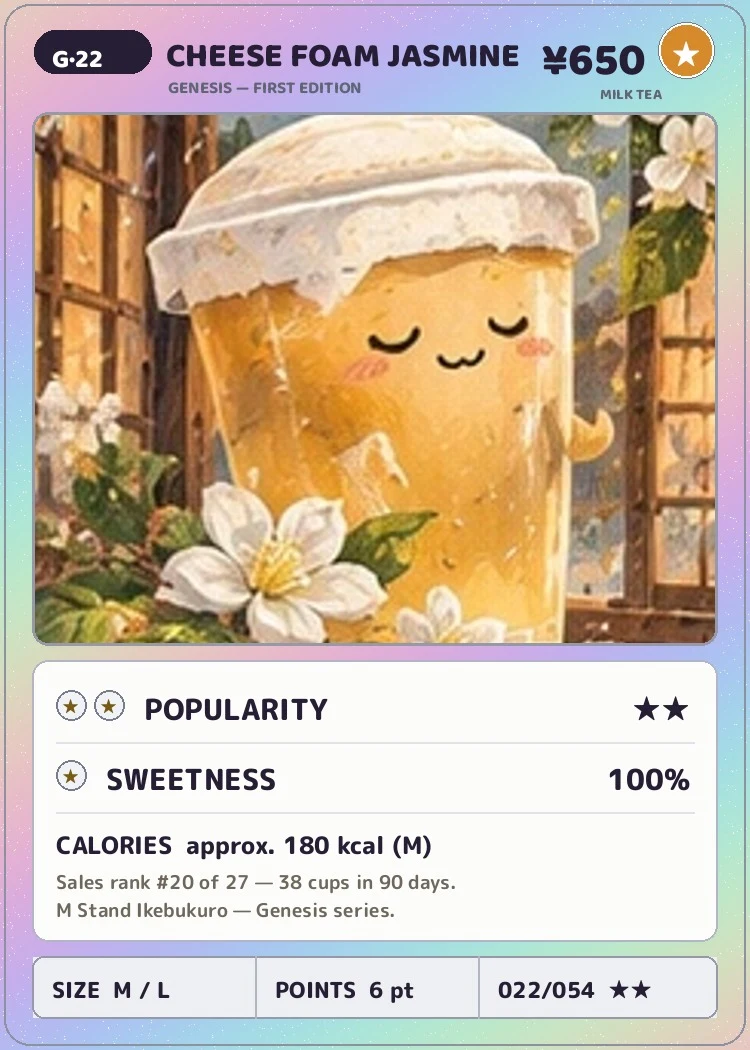 G·22 CHEESE FOAM JASMINE ¥650 ★
GENESIS — FIRST EDITION
MILK TEA
★ ★ POPULARITY ★★
★ SWEETNESS 100%
CALORIES approx. 180 kcal (M)
Sales rank #20 of 27 — 38 cups in 90 days.
M Stand Ikebukuro — Genesis series.
SIZE M / L POINTS 6 pt 022/054 ★★